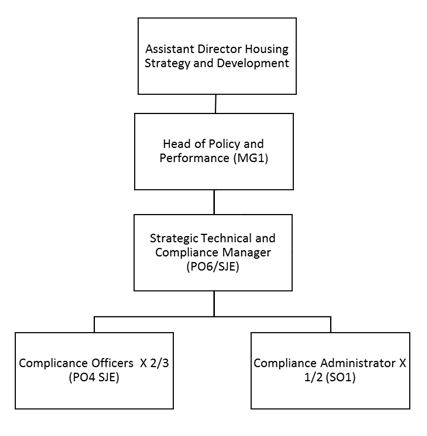 Assistant Director Housing
Strategy and Development
Head of Policy and
Performance (MG1)
Strategic Technical and
Compliance Manager
(PO6/SJE)
Complicance Officers  X 2/3
(PO4 SJE)
Compliance Administrator X
1/2 (SO1)